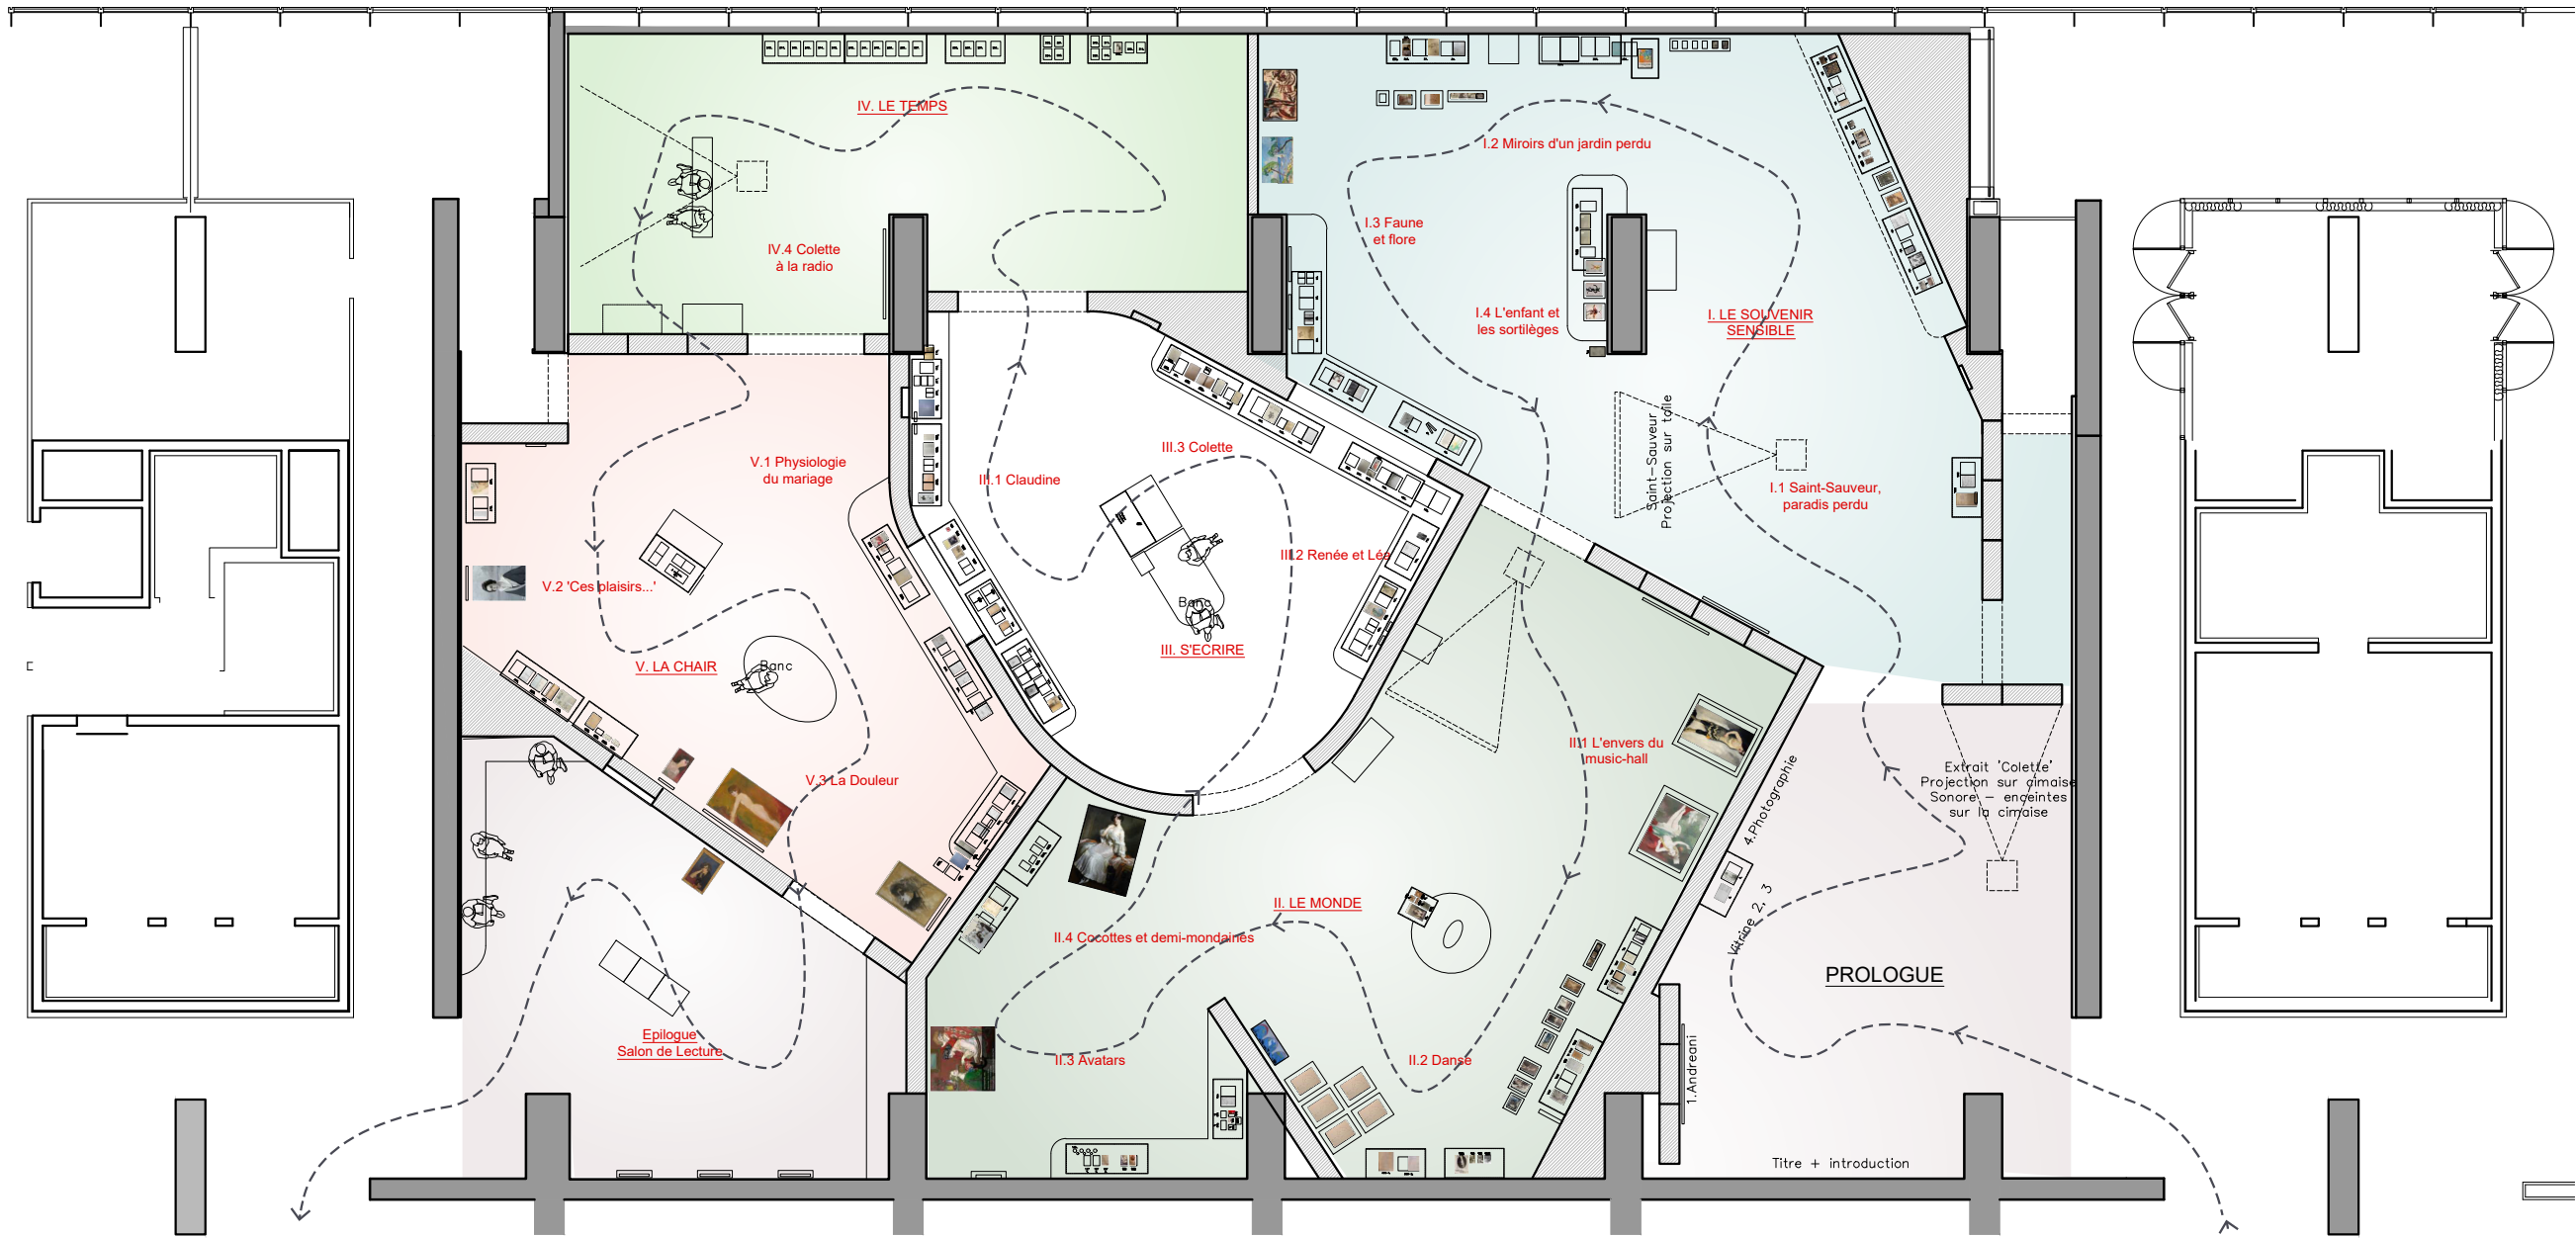 IV. LE TEMPS
IV.4 Colette
à la radio
I.2 Miroirs d'un jardin perdu
I.3 Faune
et flore
I.4 L'enfant et
les sortilèges
I. LE SOUVENIR
SENSIBLE
Saint-Sauveur
Projection sur toile
I.1 Saint-Sauveur,
paradis perdu
V.1 Physiologie
du mariage
III.1 Claudine
III.3 Colette
III.2 Renée et Léa
Banc
III. S'ECRIRE
V.2 'Ces plaisirs...'
V. LA CHAIR
Banc
V.3 La Douleur
II.1 L'envers du
music-hall
4.Photographie
Extrait 'Colette'
Projection sur cimaise
Sonore - enceintes
sur la cimaise
II. LE MONDE
Vitrine 2, 3
II.4 Cocottes et demi-mondaines
PROLOGUE
Epilogue
Salon de Lecture
II.3 Avatars
II.2 Danse
1.Andreani
Titre + introduction